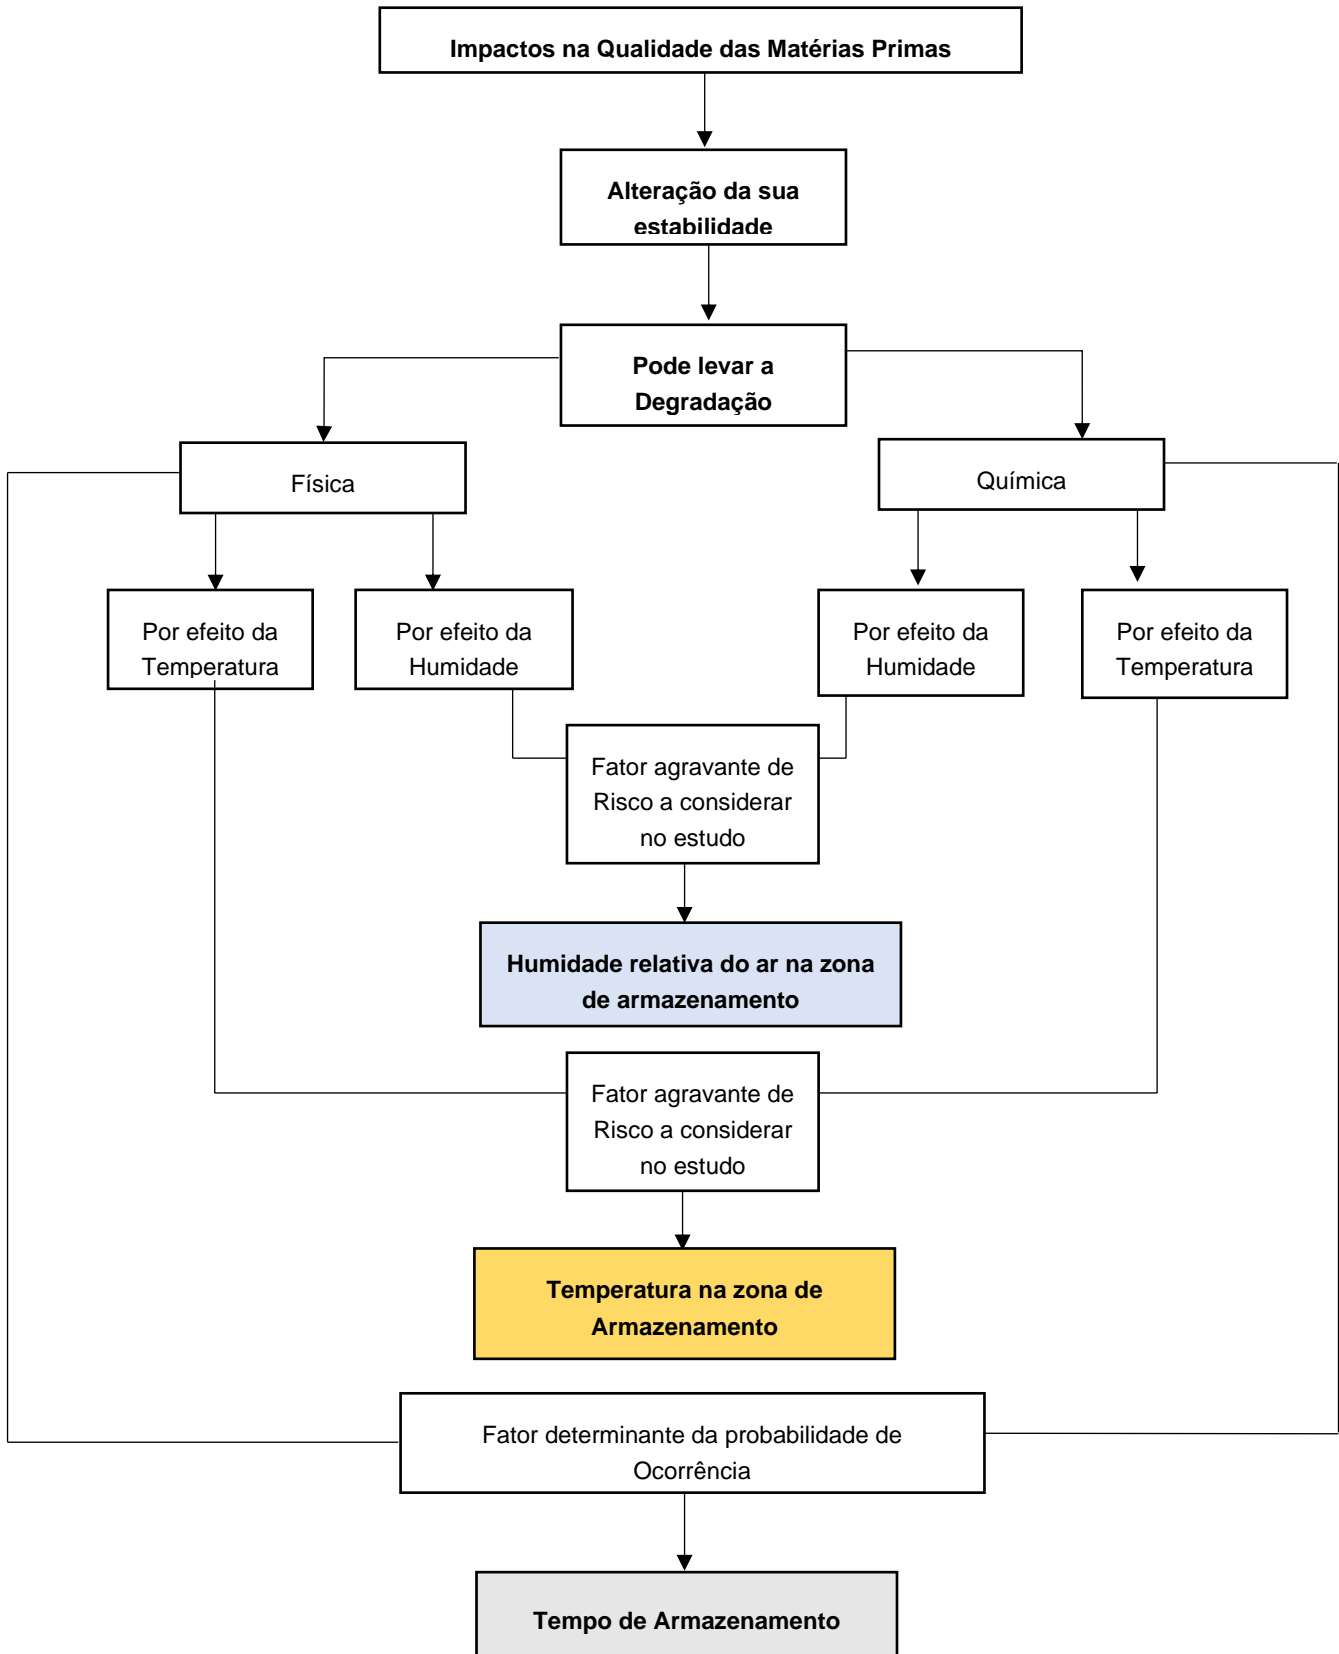 Impactos na Qualidade das Matérias Primas
Alteração da sua
estabilidade
Pode levar a
Degradação
Física
Química
Por efeito da
Temperatura
Por efeito da
Humidade
Por efeito da
Humidade
Por efeito da
Temperatura
Fator agravante de
Risco a considerar
no estudo
Humidade relativa do ar na zona
de armazenamento
Fator agravante de
Risco a considerar
no estudo
Temperatura na zona de
Armazenamento
Fator determinante da probabilidade de
Ocorrência
Tempo de Armazenamento